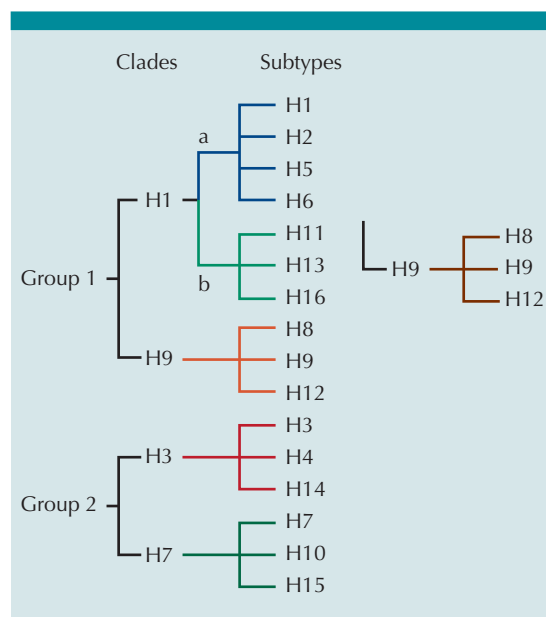 Clades Subtypes
H1
H2
H5
H6
a
H1
H11
H13
H16
b
Group 1
H8
H9
H12
H9
H3
H4
H14
H3
Group 2
H7
H10
H15
H7
H9
H8
H9
H12